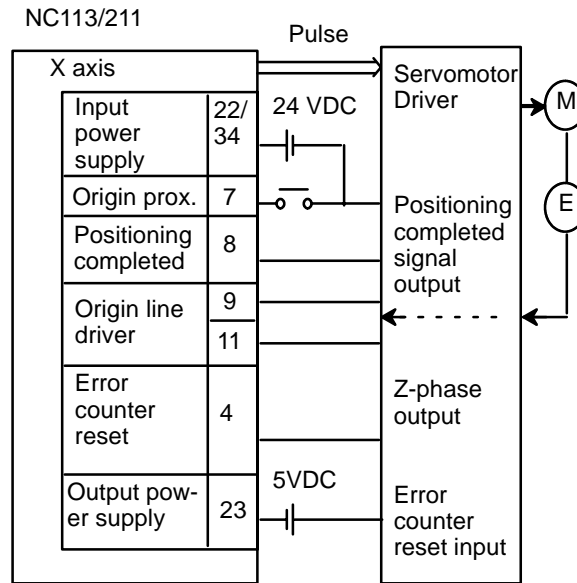 NC113/211
Pulse
X axis
Input
power
supply
22/
34
24 VDC
Origin prox.
7
Positioning
completed
8
Origin line
driver
9
11
Error
counter
reset
4
Output pow-
er supply
23
5VDC
Servomotor
Driver
Positioning
completed
signal
output
Z-phase
output
Error
counter
reset input
M
E